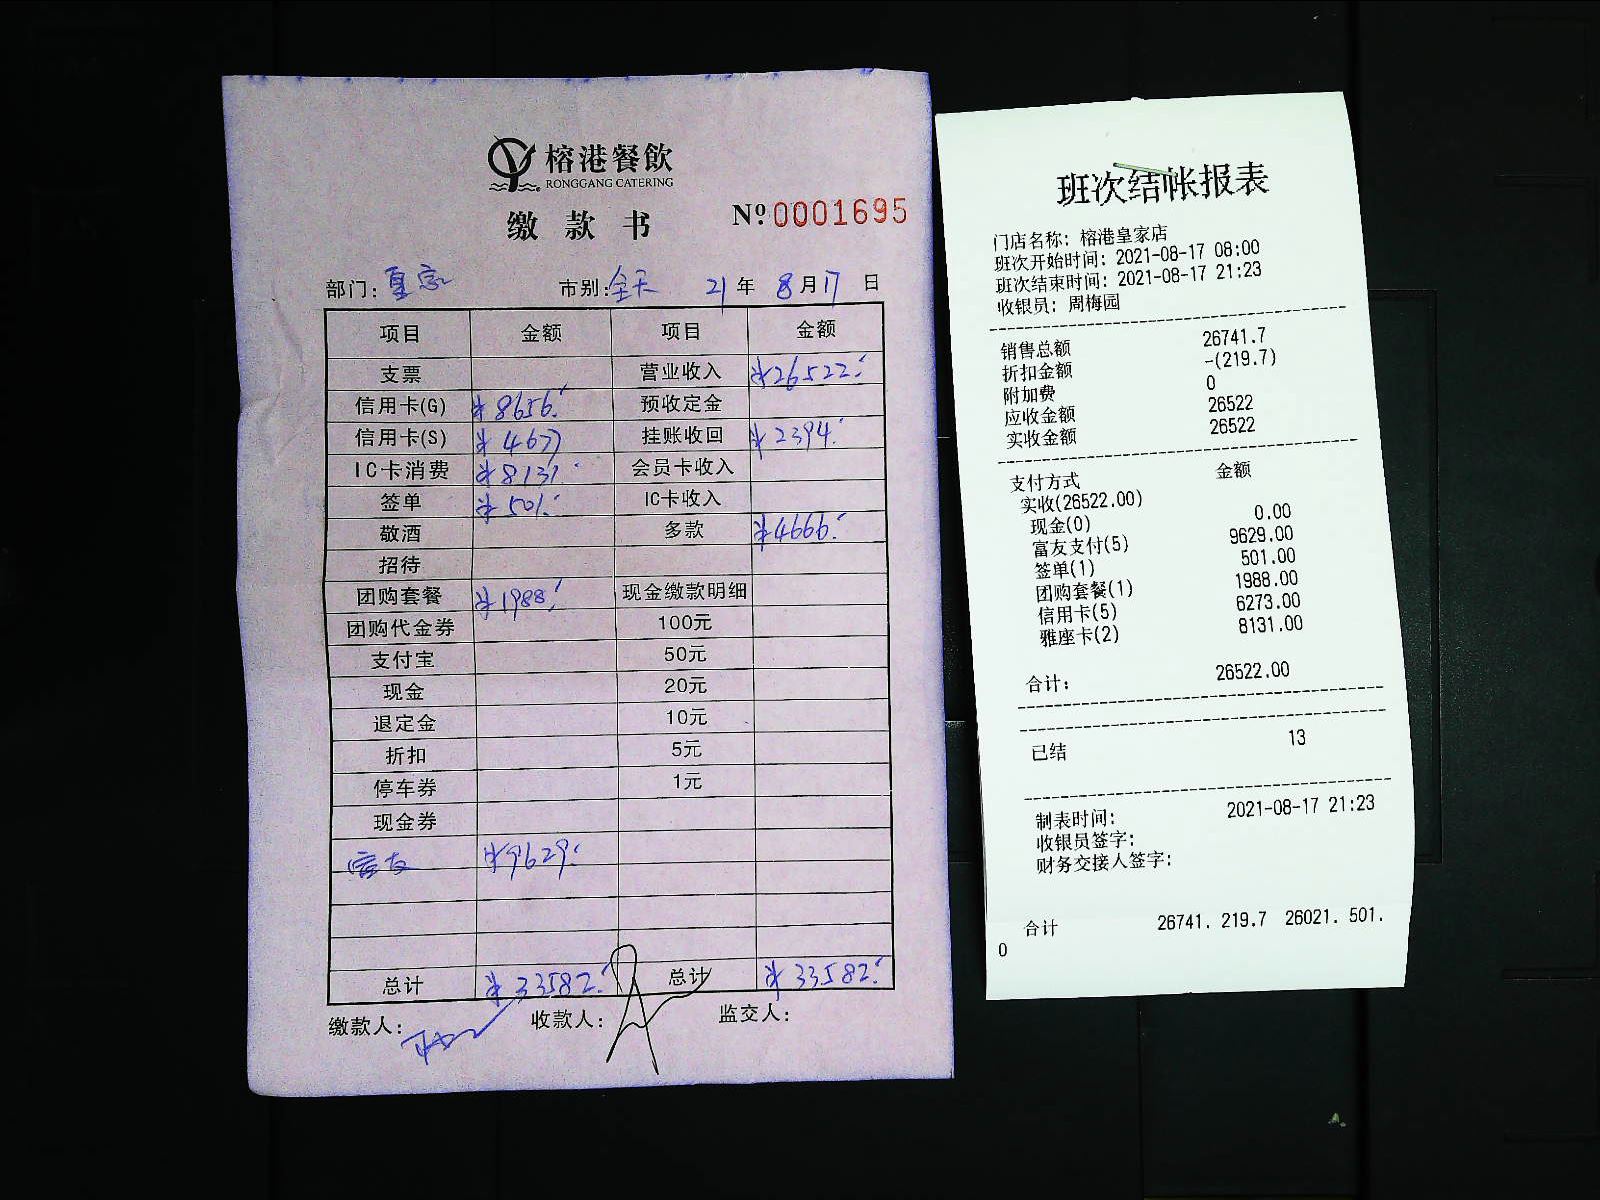 榕港餐飲
RONGGANG CATERING
缴款书
№0001695
部门:皇家 市别:全天 21年8月17日
项目 金额 项目 金额
支票 营业收入 ¥26522.
信用卡(G) ¥8656. 预收定金
信用卡(S) ¥4677 挂账收回 ¥2394.
IC卡消费 ¥8131. 会员卡收入
签单 ¥501. IC卡收入
敬酒 多款 ¥4666.
招待
团购套餐 ¥1988. 现金缴款明细
团购代金券 100元
支付宝 50元
现金 20元
退定金 10元
折扣 5元
停车券 1元
现金券
富友 ¥9629.
总计 ¥33582. 总计 ¥33582.
缴款人: 收款人: 监交人:
班次结帐报表
门店名称: 榕港皇家店
班次开始时间: 2021-08-17 08:00
班次结束时间: 2021-08-17 21:23
收银员: 周梅园
销售总额 26741.7
折扣金额 -(219.7)
附加费 0
应收金额 26522
实收金额 26522
支付方式 金额
实收(26522.00)
现金(0) 0.00
富友支付(5) 9629.00
签单(1) 501.00
团购套餐(1) 1988.00
信用卡(5) 6273.00
雅座卡(2) 8131.00
合计: 26522.00
已结 13
制表时间: 2021-08-17 21:23
收银员签字:
财务交接人签字:
合计 26741. 219.7 26021. 501.
0